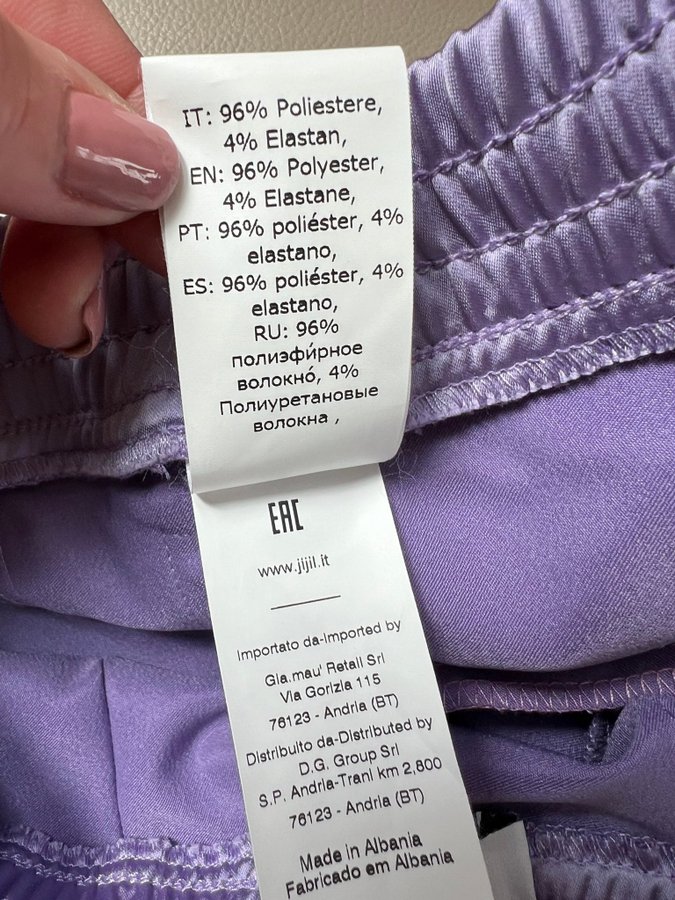 IT: 96% Poliestere,
4% Elastan,
EN: 96% Polyester,
4% Elastane,
PT: 96% poliéster, 4%
elastano,
ES: 96% poliéster, 4%
elastano,
RU: 96%
полиэфи́рное
волокно́, 4%
Полиуретановые
волокна ,
EAC
www.jijil.it
Importato da-Imported by
Gia.mau' Retail Srl
Via Gorizia 115
76123 - Andria (BT)
Distribuito da-Distributed by
D.G. Group Srl
S.P. Andria-Trani km 2,800
76123 - Andria (BT)
Made in Albania
Fabricado em Albania